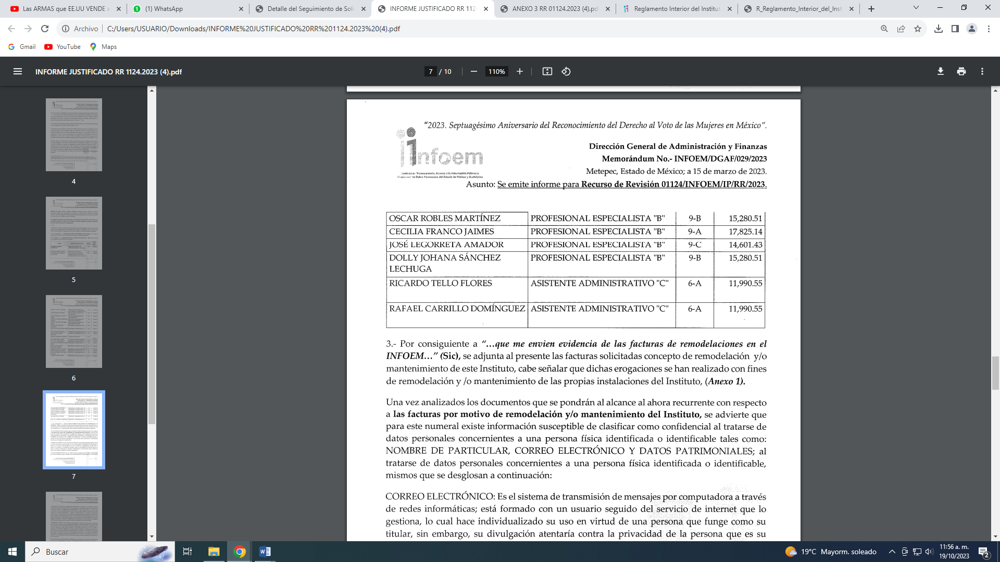 Las ARMAS que EE.UU VENDE a
(1) WhatsApp
Detalle del Seguimiento de Soli
INFORME JUSTIFICADO RR 112
ANEXO 3 RR 01124.2023 (4).pdf
Reglamento Interior del Institut
R_Reglamento_Interior_del_Inst
Archivo
C:/Users/USUARIO/Downloads/INFORME%20JUSTIFICADO%20RR%201124.2023%20(4).pdf
Gmail
YouTube
Maps
INFORME JUSTIFICADO RR 1124.2023 (4).pdf
7 / 10
110%
4
5
6
7
“2023. Septuagésimo Aniversario del Reconocimiento del Derecho al Voto de las Mujeres en México”.
infoem
Instituto de Transparencia, Acceso a la Información Pública y
Protección de Datos Personales del Estado de México y Municipios
Dirección General de Administración y Finanzas
Memorándum No.- INFOEM/DGAF/029/2023
Metepec, Estado de México; a 15 de marzo de 2023.
Asunto: Se emite informe para Recurso de Revisión 01124/INFOEM/IP/RR/2023.
OSCAR ROBLES MARTÍNEZ PROFESIONAL ESPECIALISTA "B" 9-B 15,280.51
CECILIA FRANCO JAIMES PROFESIONAL ESPECIALISTA "B" 9-A 17,825.14
JOSÉ LEGORRETA AMADOR PROFESIONAL ESPECIALISTA "B" 9-C 14,601.43
DOLLY JOHANA SÁNCHEZ PROFESIONAL ESPECIALISTA "B" 9-B 15,280.51
LECHUGA
RICARDO TELLO FLORES ASISTENTE ADMINISTRATIVO "C" 6-A 11,990.55
RAFAEL CARRILLO DOMÍNGUEZ ASISTENTE ADMINISTRATIVO "C" 6-A 11,990.55
3.- Por consiguiente a “…que me envien evidencia de las facturas de remodelaciones en el
INFOEM…” (Sic), se adjunta al presente las facturas solicitadas concepto de remodelación y/o
mantenimiento de este Instituto, cabe señalar que dichas erogaciones se han realizado con fines
de remodelación y /o mantenimiento de las propias instalaciones del Instituto, (Anexo 1).
Una vez analizados los documentos que se pondrán al alcance al ahora recurrente con respecto
a las facturas por motivo de remodelación y/o mantenimiento del Instituto, se advierte que
para este numeral existe información susceptible de clasificar como confidencial al tratarse de
datos personales concernientes a una persona física identificada o identificable tales como:
NOMBRE DE PARTICULAR, CORREO ELECTRÓNICO Y DATOS PATRIMONIALES; al
tratarse de datos personales concernientes a una persona física identificada o identificable,
mismos que se desglosan a continuación:
CORREO ELECTRÓNICO: Es el sistema de transmisión de mensajes por computadora a través
de redes informáticas; está formado con un usuario seguido del servicio de internet que lo
gestiona, lo cual hace individualizado su uso en virtud de una persona que funge como su
titular, sin embargo, su divulgación atentaría contra la privacidad de la persona que es su
Buscar
19°C Mayorm. soleado
11:56 a. m.
19/10/2023
2